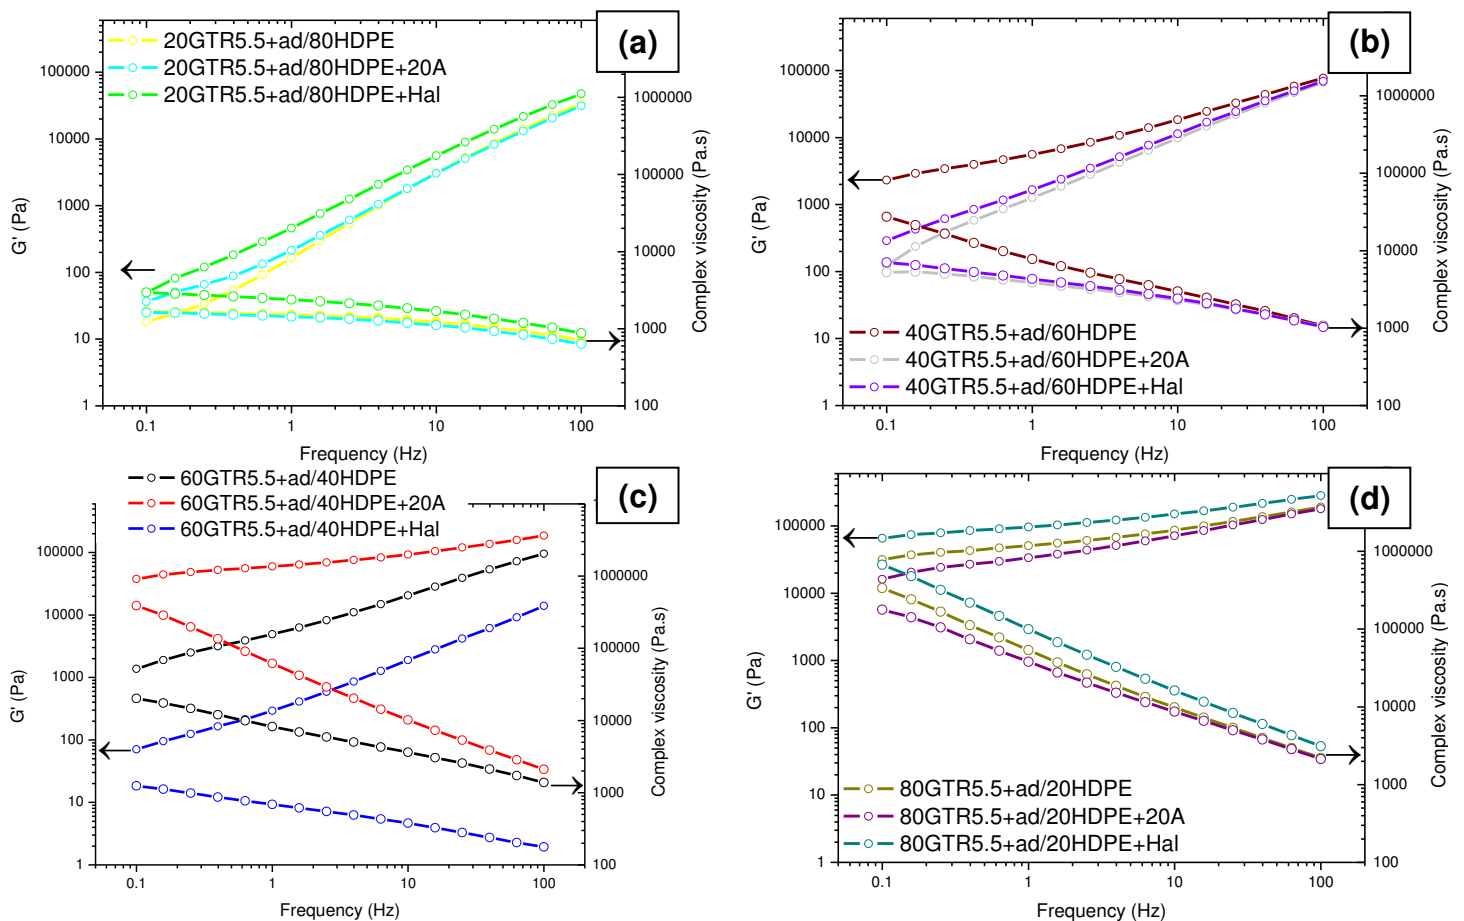 (a)
20GTR5.5+ad/80HDPE
20GTR5.5+ad/80HDPE+20A
20GTR5.5+ad/80HDPE+Hal
100000
10000
1000
100
10
1
G' (Pa)
1000000
100000
10000
1000
100
Complex viscosity (Pa.s)
0.1
1
10
100
Frequency (Hz)
(b)
100000
10000
1000
100
10
1
G' (Pa)
40GTR5.5+ad/60HDPE
40GTR5.5+ad/60HDPE+20A
40GTR5.5+ad/60HDPE+Hal
1000000
100000
10000
1000
100
Complex viscosity (Pa.s)
0.1
1
10
100
Frequency (Hz)
(c)
60GTR5.5+ad/40HDPE
60GTR5.5+ad/40HDPE+20A
60GTR5.5+ad/40HDPE+Hal
100000
10000
1000
100
10
1
G' (Pa)
1000000
100000
10000
1000
100
Complex viscosity (Pa.s)
0.1
1
10
100
Frequency (Hz)
(d)
100000
10000
1000
100
10
1
G' (Pa)
80GTR5.5+ad/20HDPE
80GTR5.5+ad/20HDPE+20A
80GTR5.5+ad/20HDPE+Hal
1000000
100000
10000
1000
100
Complex viscosity (Pa.s)
0.1
1
10
100
Frequency (Hz)